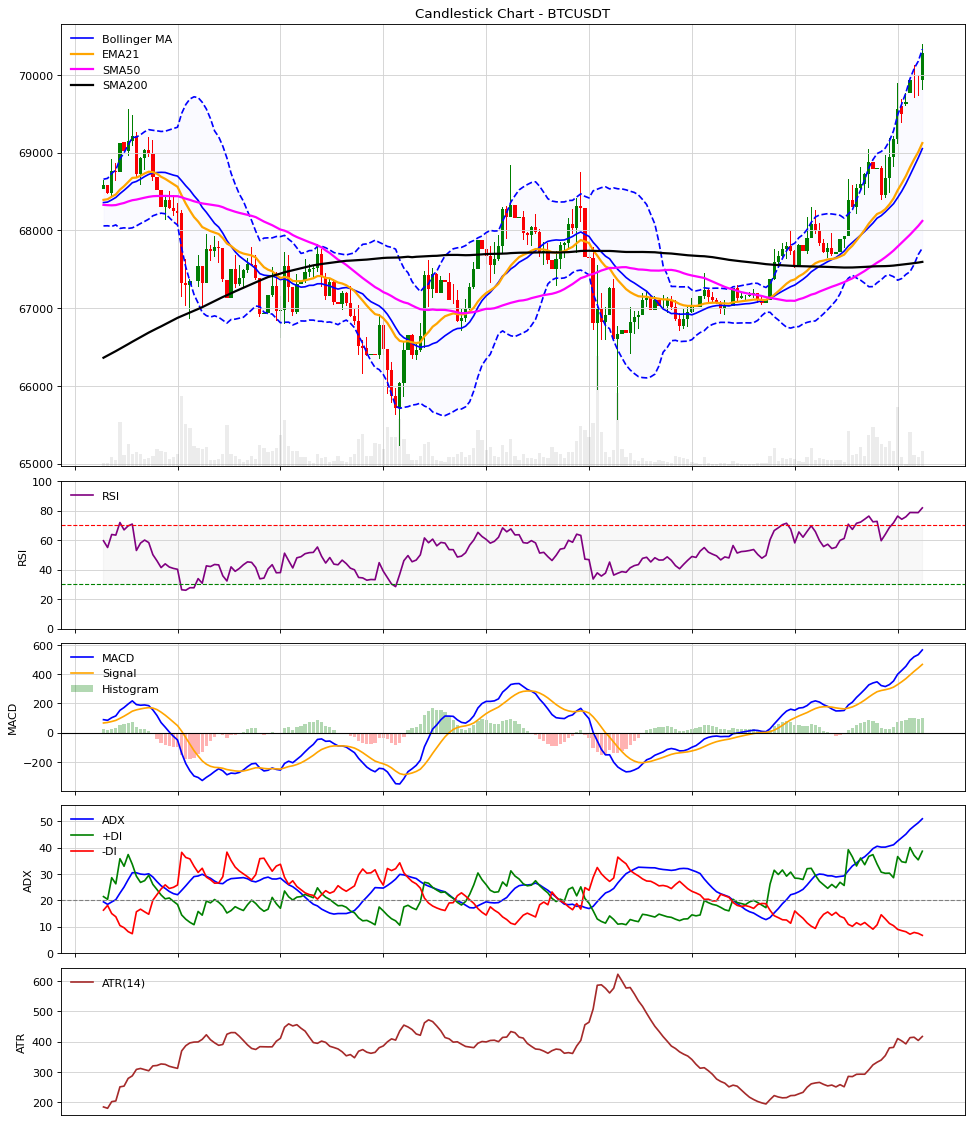 Candlestick Chart - BTCUSDT
Bollinger MA
EMA21
SMA50
SMA200
70000
69000
68000
67000
66000
65000
RSI
RSI
100
80
60
40
20
0
MACD
Signal
Histogram
MACD
600
400
200
0
−200
ADX
+DI
-DI
ADX
50
40
30
20
10
0
ATR(14)
ATR
600
500
400
300
200